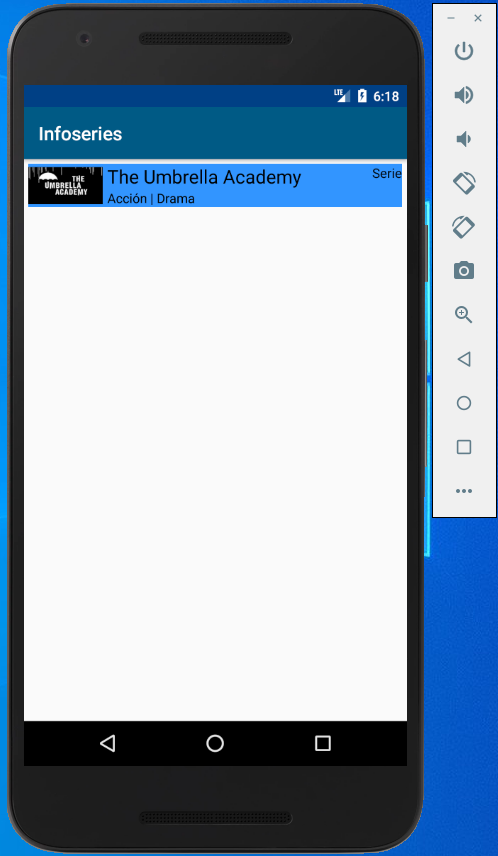 LTE 6:18
Infoseries
THE
UMBRELLA
ACADEMY
The Umbrella Academy
Serie
Acción | Drama